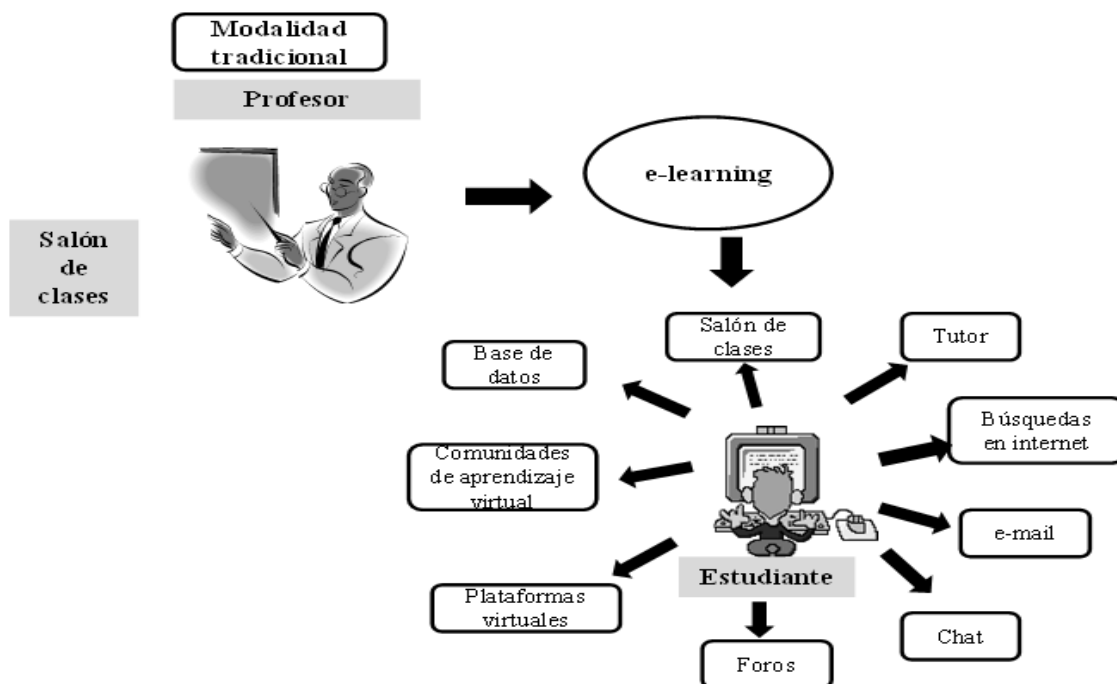 Modalidad
tradicional
Profesor
Salón
de
clases
e-learning
Salón de
clases
Tutor
Base de
datos
Búsquedas
en internet
Comunidades
de aprendizaje
virtual
e-mail
Estudiante
Plataformas
virtuales
Chat
Foros